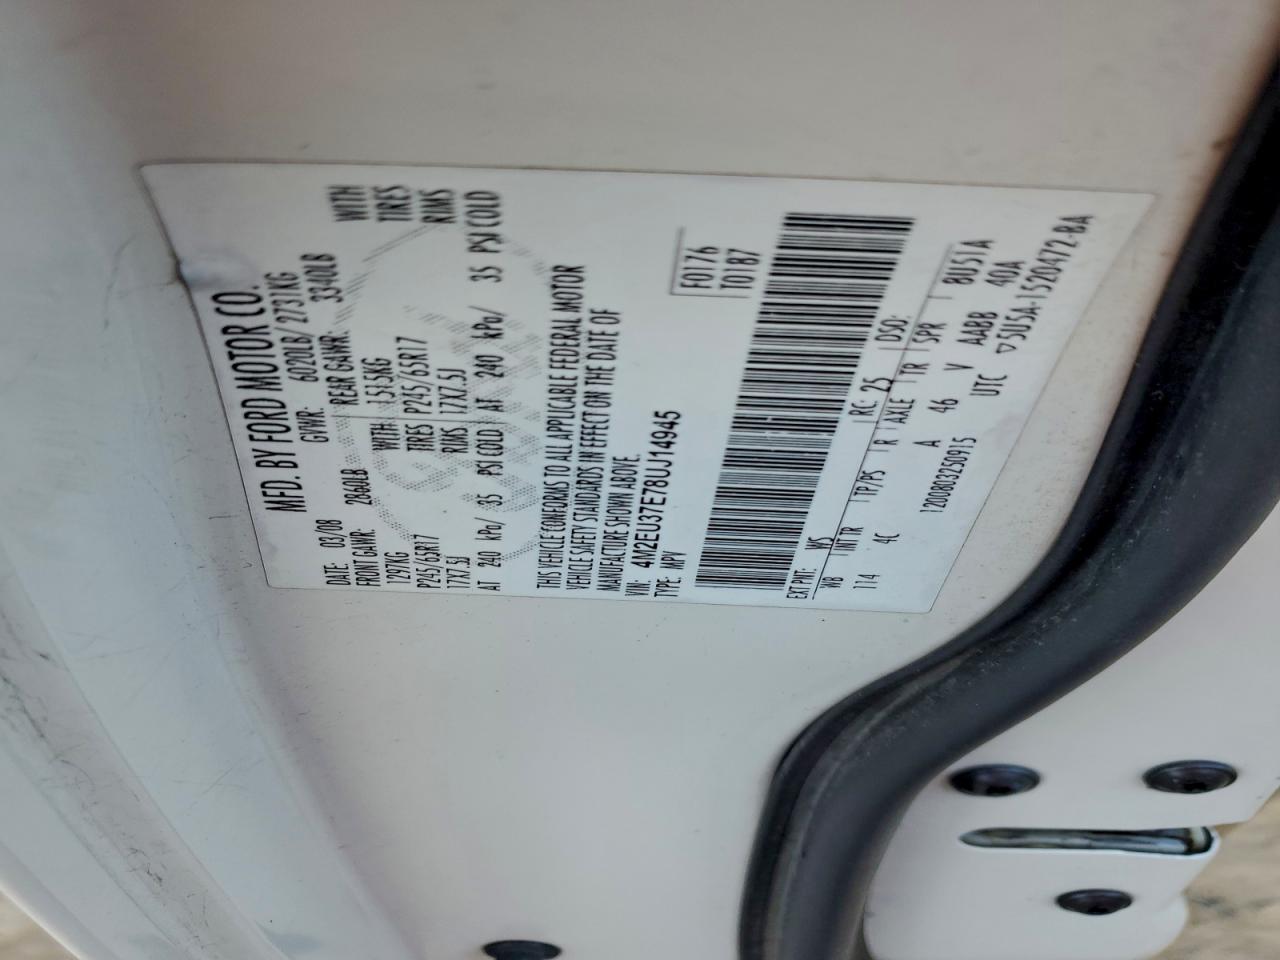 MFD. BY FORD MOTOR CO.
DATE: 03/08 GVWR: 6020LB/ 2731KG
FRONT GAWR: 2860LB REAR GAWR: 3340LB
1297KG WITH 1515KG WITH
P245/65R17 TIRES P245/65R17 TIRES
17X7.5J RIMS 17X7.5J RIMS
AT 240 kPa/ 35 PSI COLD AT 240 kPa/ 35 PSI COLD
THIS VEHICLE CONFORMS TO ALL APPLICABLE FEDERAL MOTOR
VEHICLE SAFETY STANDARDS IN EFFECT ON THE DATE OF
MANUFACTURE SHOWN ABOVE.
VIN: 4M2EU37E78UJ14945
TYPE: MPV
F0176
T01B7
EXT PNT: WS RC: 25 DSO:
WB INT TR TP/PS R AXLE TR SPR BU51A
114 4C A 46 V AABB 40A
120080325091​5 UTC ▽5U5A-1520472-BA